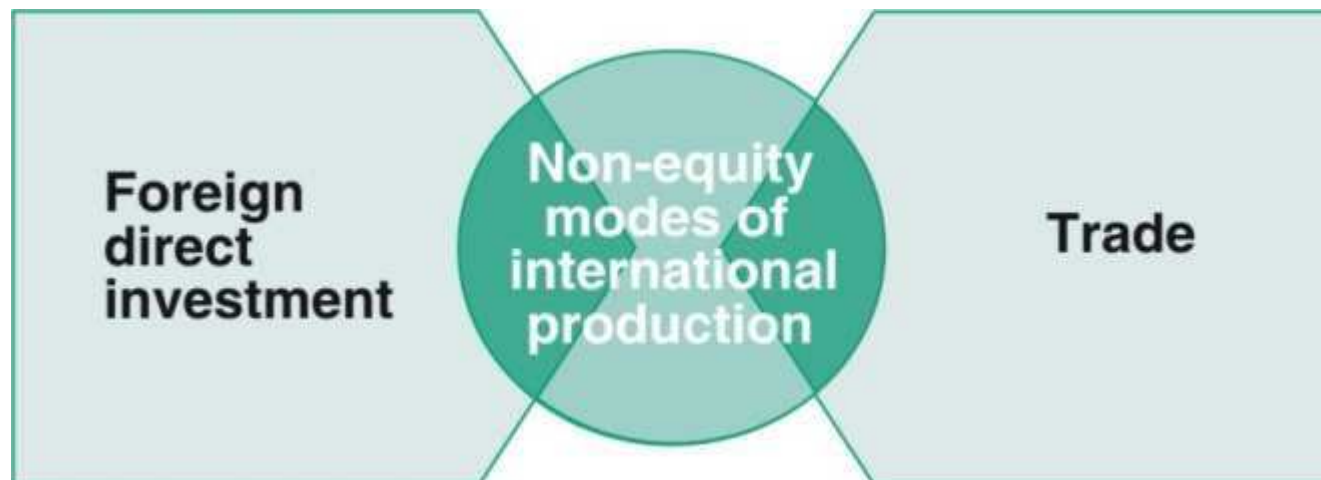 Foreign
direct
investment
Non-equity
modes of
international
production
Trade